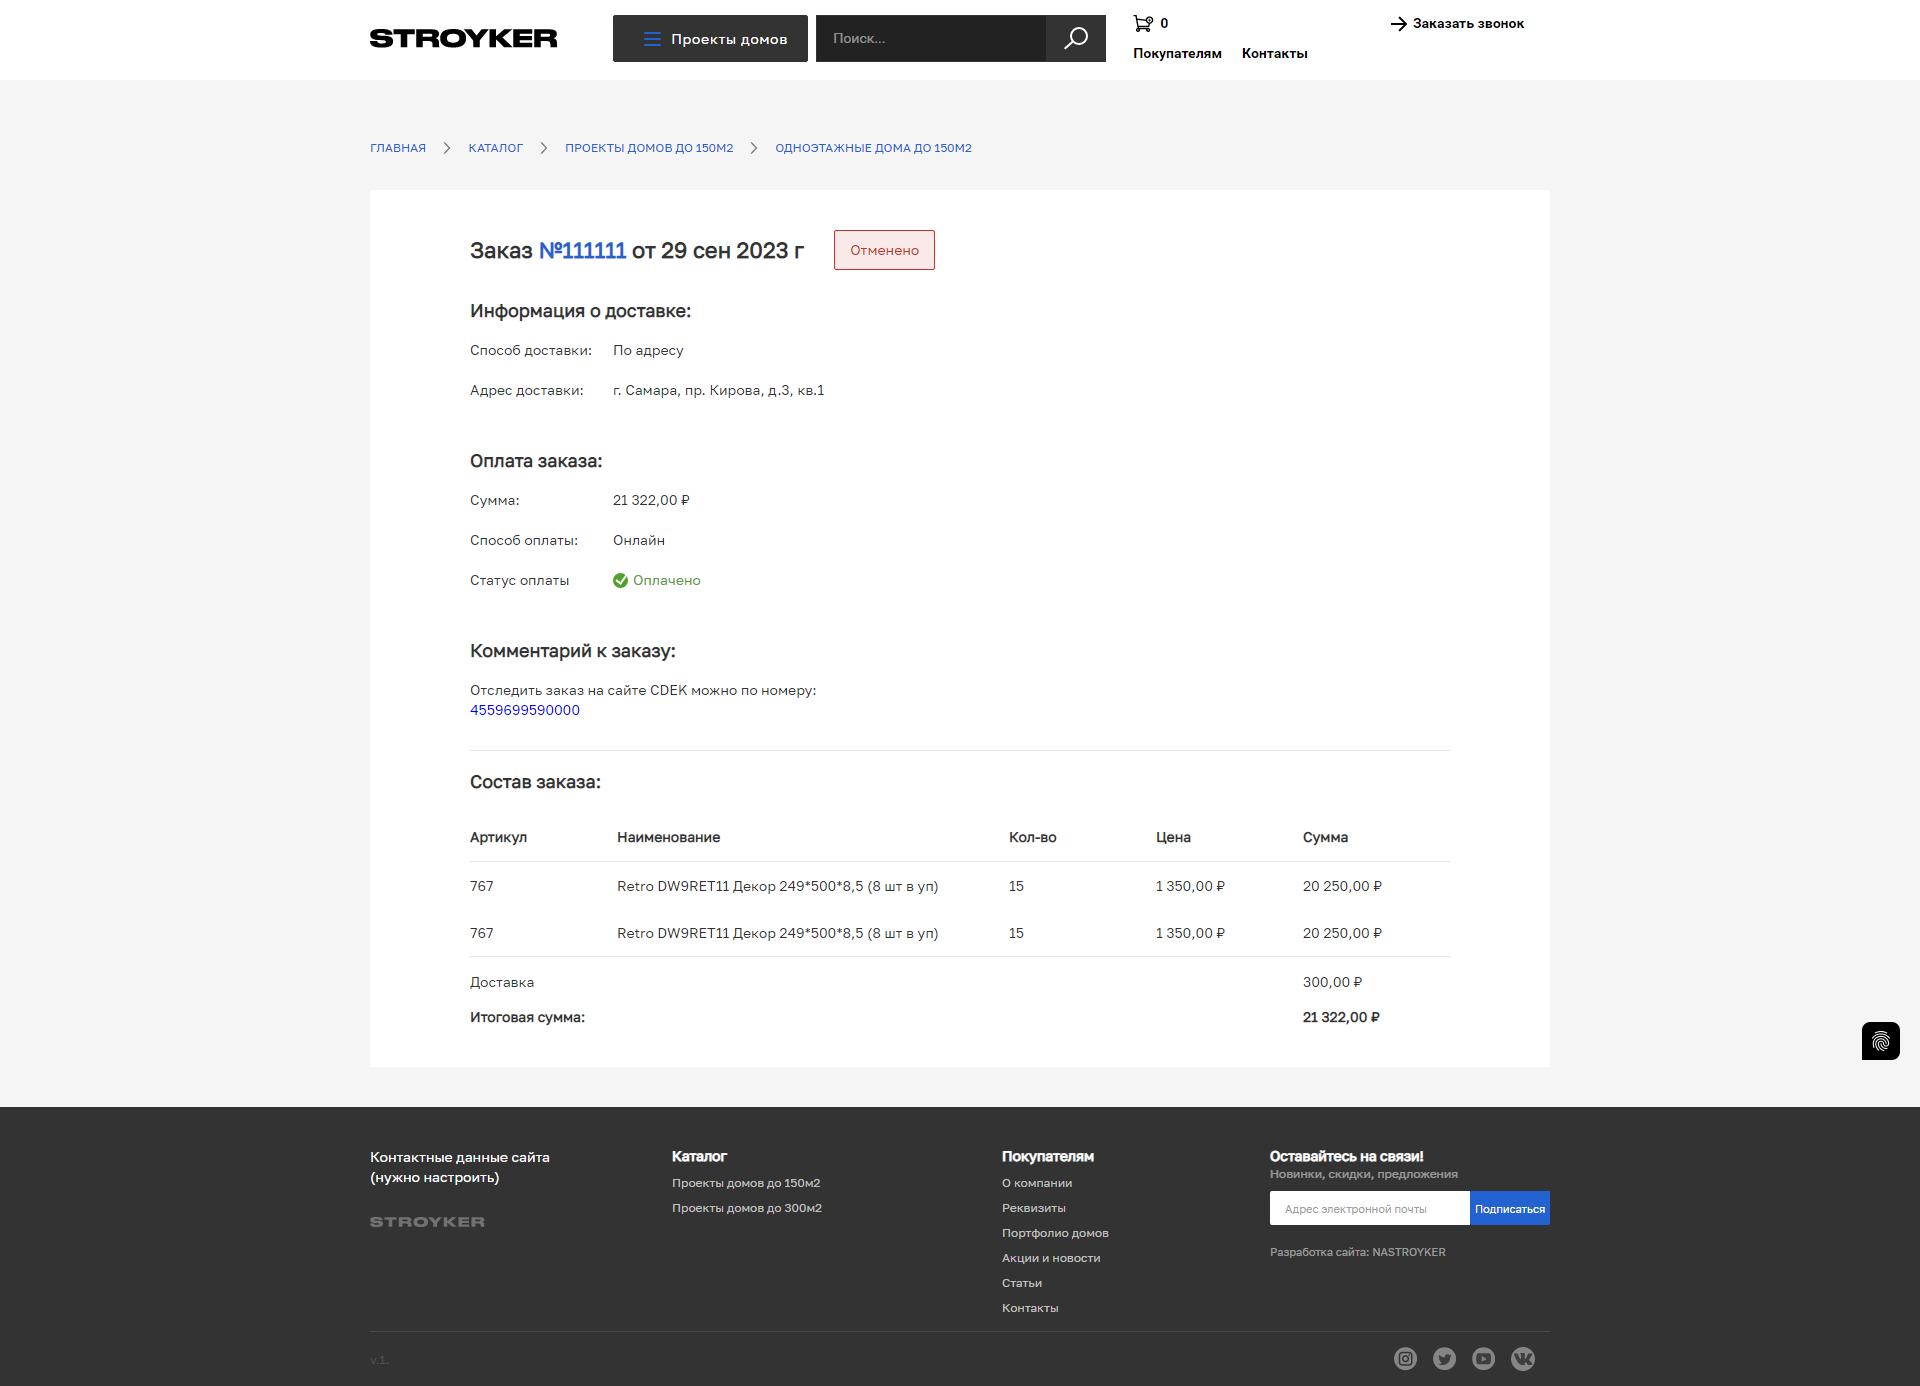 STROYKER
Проекты домов
Поиск...
0
Заказать звонок
Покупателям Контакты
ГЛАВНАЯ КАТАЛОГ ПРОЕКТЫ ДОМОВ ДО 150М2 ОДНОЭТАЖНЫЕ ДОМА ДО 150М2
Заказ №111111 от 29 сен 2023 г
Отменено
Информация о доставке:
Способ доставки: По адресу
Адрес доставки: г. Самара, пр. Кирова, д.3, кв.1
Оплата заказа:
Сумма: 21 322,00 ₽
Способ оплаты: Онлайн
Статус оплаты Оплачено
Комментарий к заказу:
Отследить заказ на сайте CDEK можно по номеру:
4559699590000
Состав заказа:
Артикул Наименование Кол-во Цена Сумма
767 Retro DW9RET11 Декор 249*500*8,5 (8 шт в уп) 15 1 350,00 ₽ 20 250,00 ₽
767 Retro DW9RET11 Декор 249*500*8,5 (8 шт в уп) 15 1 350,00 ₽ 20 250,00 ₽
Доставка 300,00 ₽
Итоговая сумма: 21 322,00 ₽
Контактные данные сайта
(нужно настроить)
STROYKER
Каталог
Проекты домов до 150м2
Проекты домов до 300м2
Покупателям
О компании
Реквизиты
Портфолио домов
Акции и новости
Статьи
Контакты
Оставайтесь на связи!
Новинки, скидки, предложения
Адрес электронной почты Подписаться
Разработка сайта: NASTROYKER
v.1.